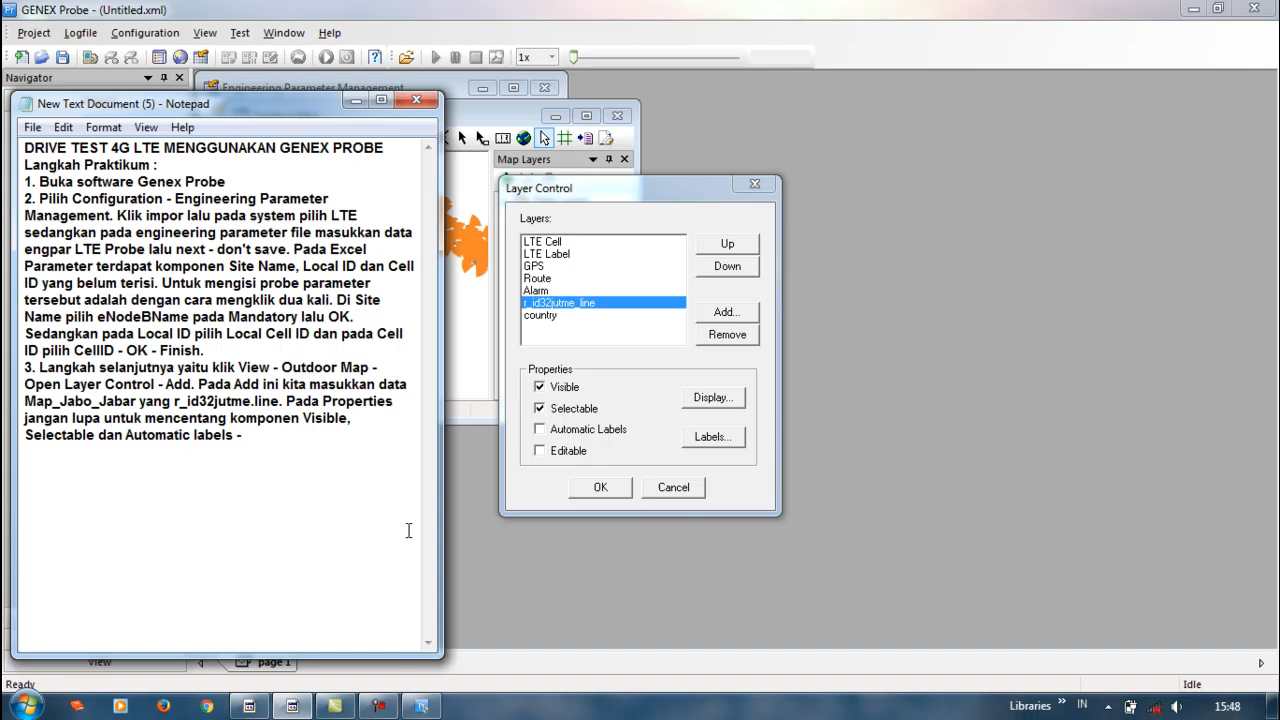 GENEX Probe - (Untitled.xml)
Project Logfile Configuration View Test Window Help
1x
Navigator
Engineering Parameter Management
New Text Document (5) - Notepad
File Edit Format View Help
DRIVE TEST 4G LTE MENGGUNAKAN GENEX PROBE
Langkah Praktikum :
1. Buka software Genex Probe
2. Pilih Configuration - Engineering Parameter
Management. Klik impor lalu pada system pilih LTE
sedangkan pada engineering parameter file masukkan data
engpar LTE Probe lalu next - don't save. Pada Excel
Parameter terdapat komponen Site Name, Local ID dan Cell
ID yang belum terisi. Untuk mengisi probe parameter
tersebut adalah dengan cara mengklik dua kali. Di Site
Name pilih eNodeBName pada Mandatory lalu OK.
Sedangkan pada Local ID pilih Local Cell ID dan pada Cell
ID pilih CellID - OK - Finish.
3. Langkah selanjutnya yaitu klik View - Outdoor Map -
Open Layer Control - Add. Pada Add ini kita masukkan data
Map_Jabo_Jabar yang r_id32jutme.line. Pada Properties
jangan lupa untuk mencentang komponen Visible,
Selectable dan Automatic labels -
Map Layers
Layer Control
Layers:
LTE Cell
LTE Label
GPS
Route
Alarm
r_id32jutme_line
country
Up
Down
Add...
Remove
Properties
Visible
Selectable
Automatic Labels
Editable
Display...
Labels...
OK Cancel
View
page 1
Ready
Idle
Libraries » IN 15:48